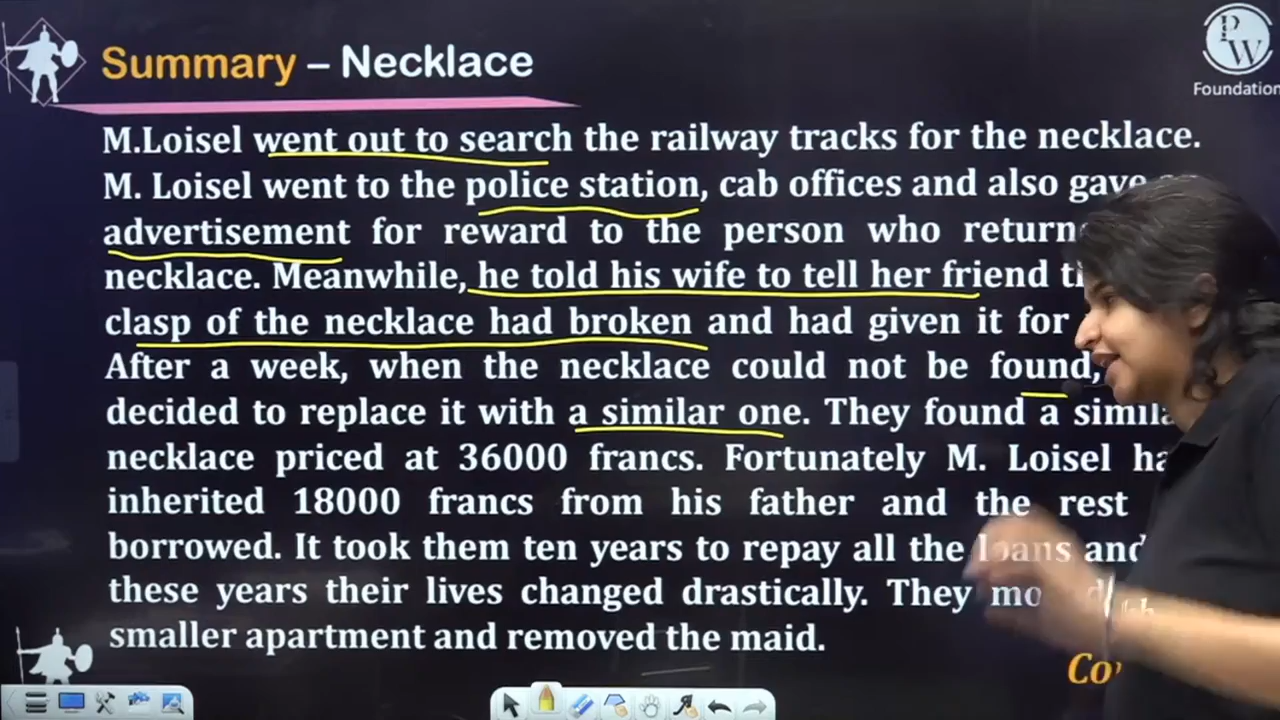 Summary – Necklace
P
W
Foundation
M.Loisel went out to search the railway tracks for the necklace.
M. Loisel went to the police station, cab offices and also gave
advertisement for reward to the person who
necklace. Meanwhile, he told his wife to tell her friend
clasp of the necklace had broken and had given it for
After a week, when the necklace could not be found,
decided to replace it with a similar one. They found a
necklace priced at 36000 francs. Fortunately M. Loisel
inherited 18000 francs from his father and the rest
borrowed. It took them ten years to repay all the loans and
these years their lives changed drastically. They
smaller apartment and removed the maid.